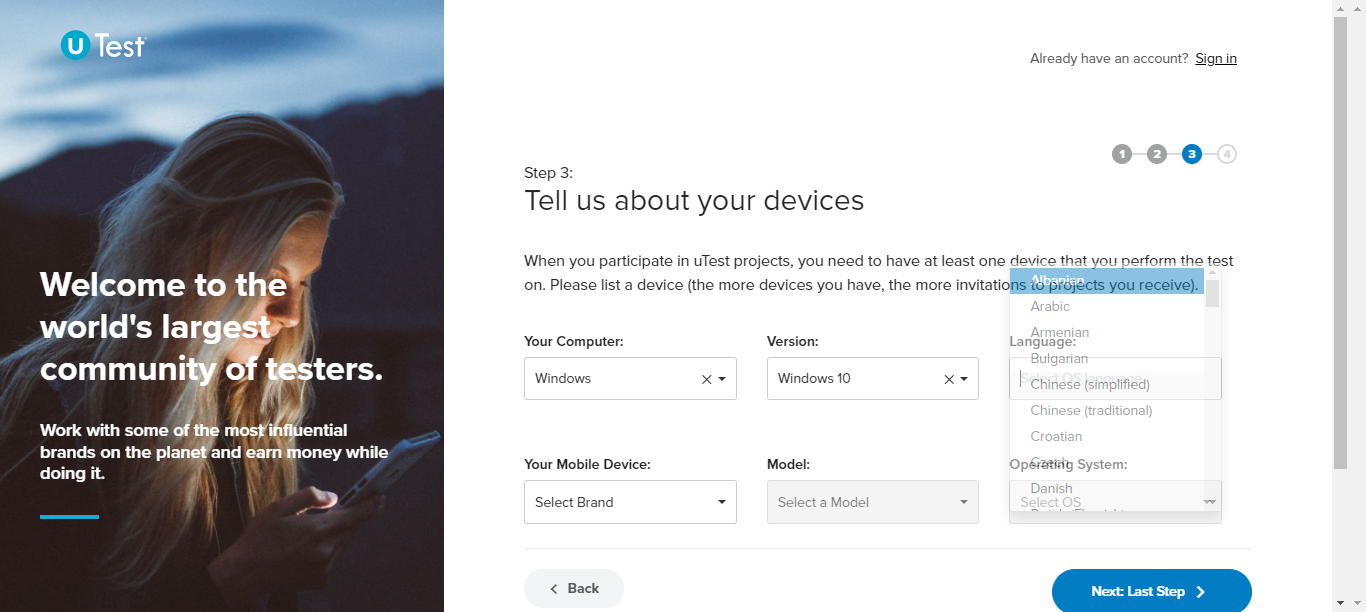 uTest
Already have an account? Sign in
1 2 3 4
Step 3:
Tell us about your devices
When you participate in uTest projects, you need to have at least one device that you perform the test
on. Please list a device (the more devices you have, the more invitations to projects you receive).
Welcome to the
world's largest
community of testers.
Work with some of the most influential
brands on the planet and earn money while
doing it.
Your Computer:
Version:
Language:
Windows
Windows 10
Select OS language
Albanian
Arabic
Armenian
Bulgarian
Chinese (simplified)
Chinese (traditional)
Croatian
Czech
Danish
Your Mobile Device:
Model:
Operating System:
Select Brand
Select a Model
Select OS
Back
Next: Last Step